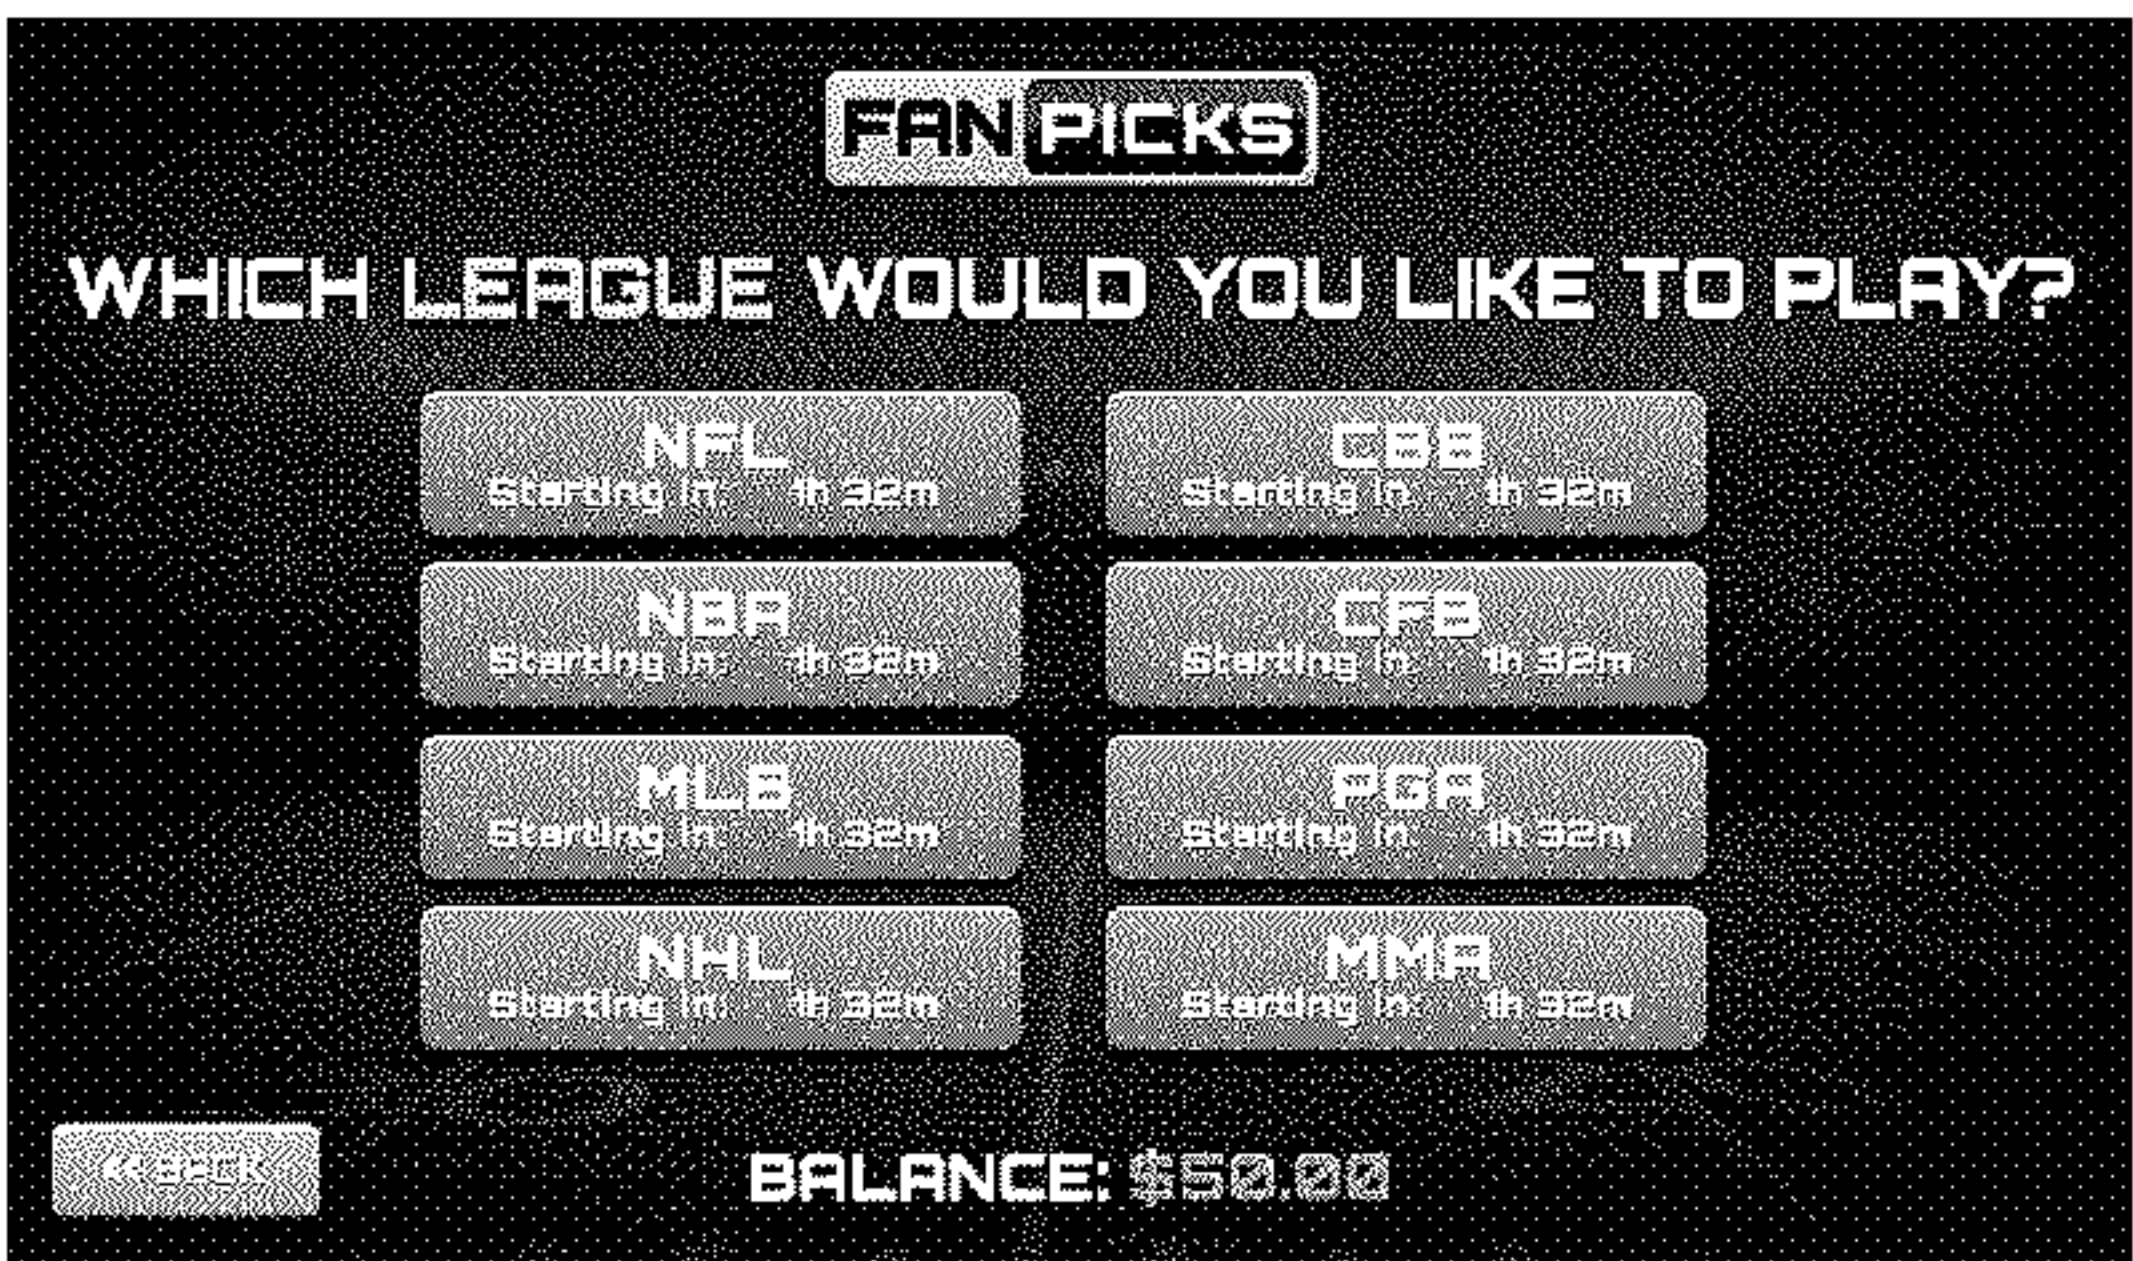 FAN PICKS
WHICH LEAGUE WOULD YOU LIKE TO PLAY?
NFL
Starting in: 1h 32m
CBB
Starting in: 1h 32m
NBA
Starting in: 1h 32m
CFB
Starting in: 1h 32m
MLB
Starting in: 1h 32m
PGA
Starting in: 1h 32m
NHL
Starting in: 1h 32m
MMA
Starting in: 1h 32m
<< BACK
BALANCE: $50.00